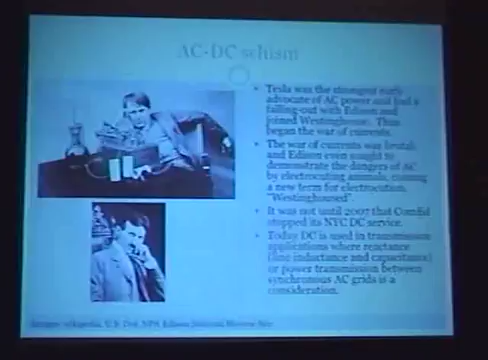 AC-DC schism
Tesla was the strongest early
advocate of AC power and had a
falling-out with Edison and
joined Westinghouse. Thus
began the war of currents.
The war of currents was brutal
and Edison even sought to
demonstrate the dangers of AC
by electrocuting animals, coining
a new term for electrocution,
"Westinghoused".
It was not until 2007 that ConEd
stopped its NYC DC service.
Today DC is used in transmission
applications where reactance
(line inductance and capacitance)
or power transmission between
synchronous AC grids is a
consideration.
Images: wikipedia, U.S. Dol, NPS, Edison National Historic Site